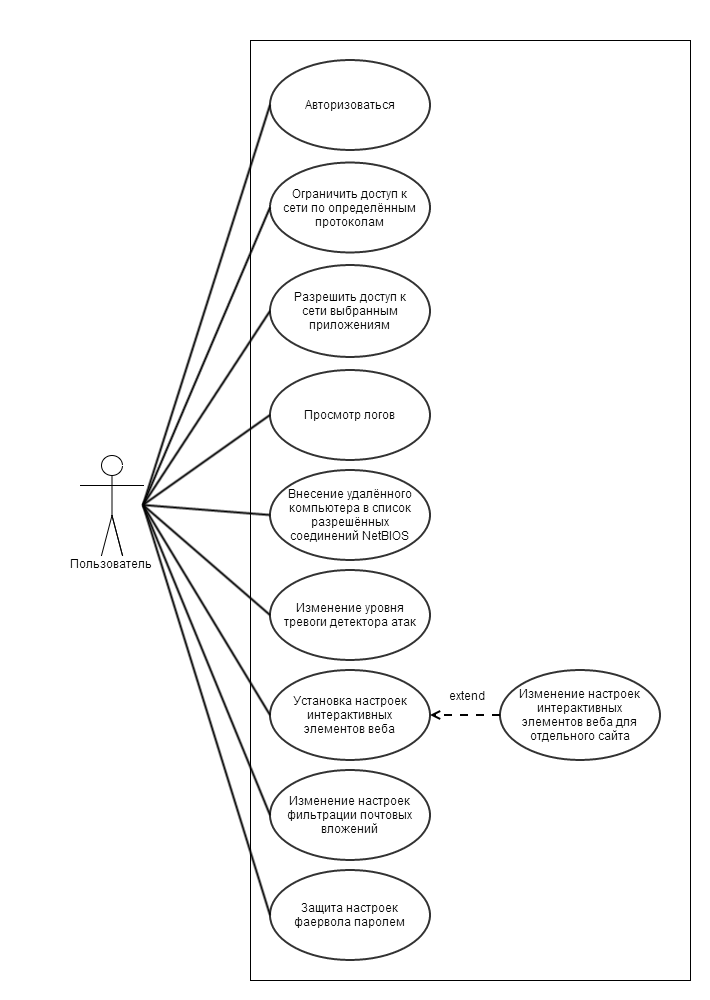 Авторизоваться
Ограничить доступ к
сети по определённым
протоколам
Разрешить доступ к
сети выбранным
приложениям
Просмотр логов
Внесение удалённого
компьютера в список
разрешённых
соединений NetBIOS
Пользователь
Изменение уровня
тревоги детектора атак
Установка настроек
интерактивных
элементов веба
extend
Изменение настроек
интерактивных
элементов веба для
отдельного сайта
Изменение настроек
фильтрации почтовых
вложений
Защита настроек
фаервола паролем